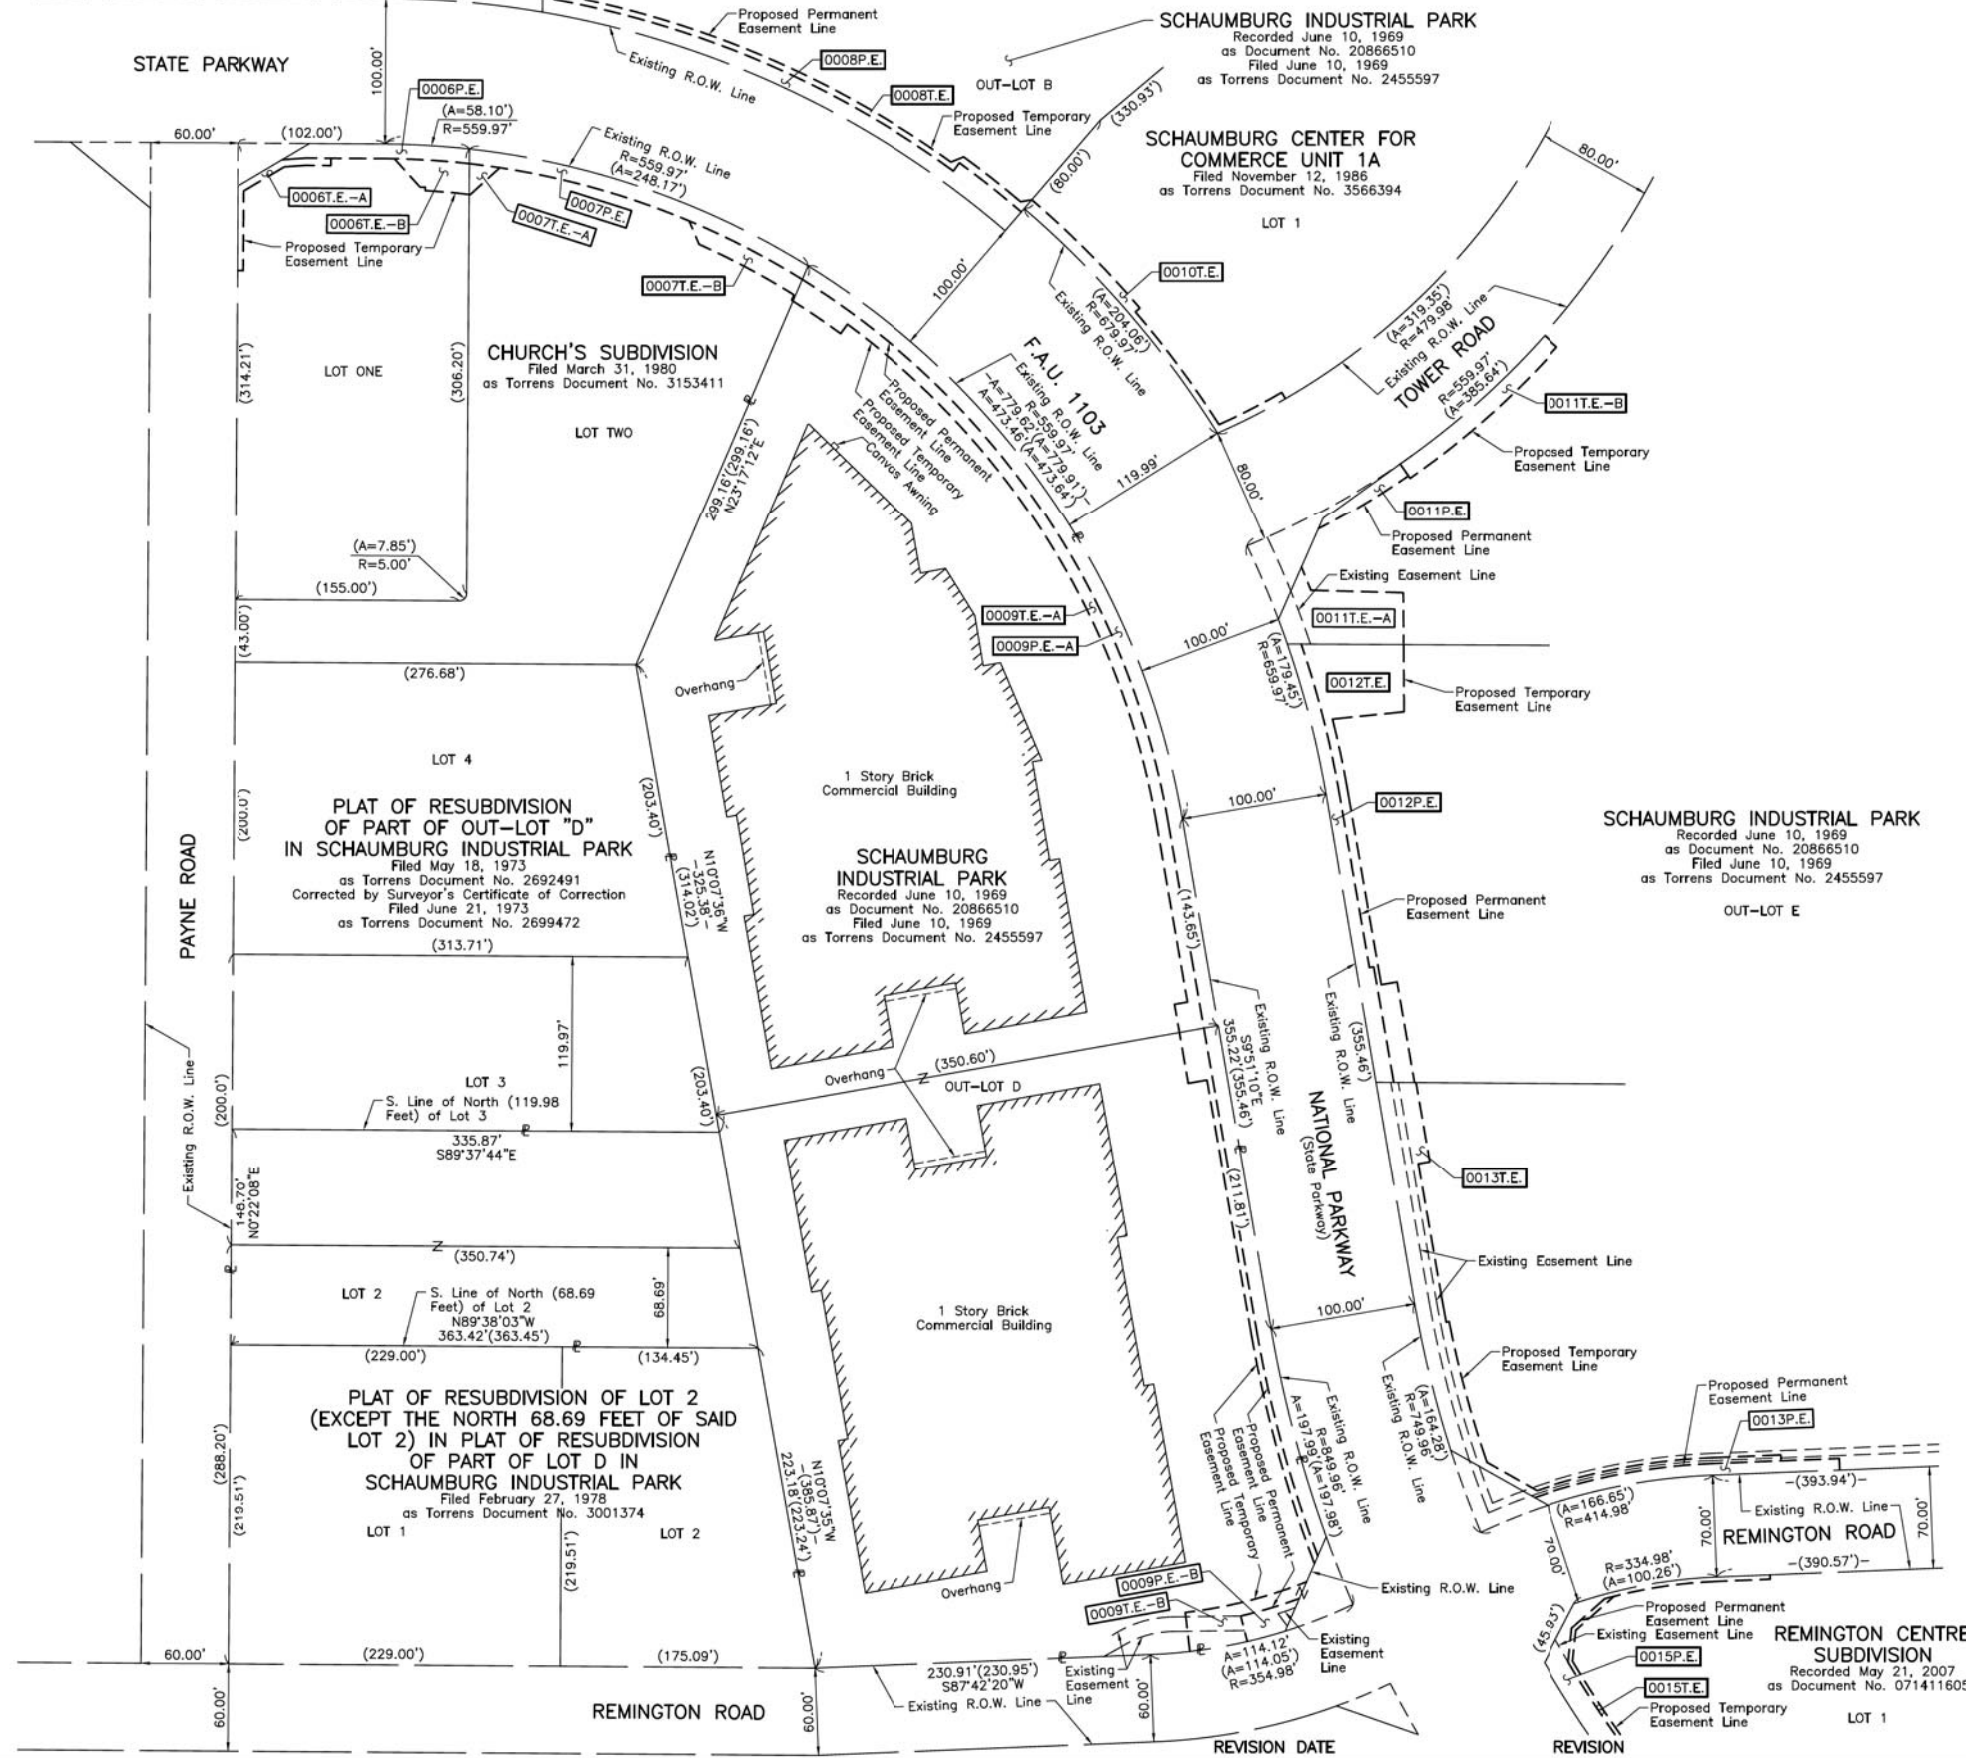 Proposed Permanent
Easement Line
SCHAUMBURG INDUSTRIAL PARK
Recorded June 10, 1969
as Document No. 20866510
Filed June 10, 1969
as Torrens Document No. 2455597
STATE PARKWAY
100.00'
0006P.E.
(A=58.10')
R=559.97'
Existing R.O.W. Line
0008P.E.
0008T.E.
OUT-LOT B
Proposed Temporary
Easement Line
(330.93')
(80.00')
SCHAUMBURG CENTER FOR
COMMERCE UNIT 1A
Filed November 12, 1986
as Torrens Document No. 3566394
LOT 1
80.00'
60.00'
(102.00')
Existing R.O.W. Line
R=559.97'
(A=248.17')
0006T.E.-A
0006T.E.-B
0007T.E.-A
0007P.E.
Proposed Temporary
Easement Line
0007T.E.-B
100.00'
0010T.E.
(A=204.06')
R=679.97'
Existing R.O.W. Line
(A=319.35')
R=479.98'
Existing R.O.W. Line
TOWER ROAD
R=559.97'
(A=385.64')
0011T.E.-B
Proposed Temporary
Easement Line
(314.21')
LOT ONE
(306.20')
CHURCH'S SUBDIVISION
Filed March 31, 1980
as Torrens Document No. 3153411
LOT TWO
299.16'(299.16')
N23°17'12"E
Proposed Permanent
Easement Line
Proposed Temporary
Easement Line
Canvas Awning
F.A.U. 1103
Existing R.O.W. Line
R=559.97'
-A=779.62'(A=779.91')-
A=473.46'(A=473.64')
119.99'
80.00'
0011P.E.
Proposed Permanent
Easement Line
(A=7.85')
R=5.00'
(155.00')
(43.00')
(276.68')
Existing Easement Line
0011T.E.-A
0009T.E.-A
0009P.E.-A
100.00'
(A=179.45')
R=659.97'
0012T.E.
Proposed Temporary
Easement Line
Overhang
LOT 4
(200.0')
PLAT OF RESUBDIVISION
OF PART OF OUT-LOT "D"
IN SCHAUMBURG INDUSTRIAL PARK
Filed May 18, 1973
as Torrens Document No. 2692491
Corrected by Surveyor's Certificate of Correction
Filed June 21, 1973
as Torrens Document No. 2699472
(313.71')
(203.40')
N10°07'36"W
-325.38'-
(314.02')
1 Story Brick
Commercial Building
SCHAUMBURG
INDUSTRIAL PARK
Recorded June 10, 1969
as Document No. 20866510
Filed June 10, 1969
as Torrens Document No. 2455597
100.00'
0012P.E.
SCHAUMBURG INDUSTRIAL PARK
Recorded June 10, 1969
as Document No. 20866510
Filed June 10, 1969
as Torrens Document No. 2455597
OUT-LOT E
Proposed Permanent
Easement Line
PAYNE ROAD
(143.65')
Existing R.O.W. Line
S9°51'10"E
355.22'(355.46')
Existing R.O.W. Line
(355.46')
119.97'
LOT 3
S. Line of North (119.98
Feet) of Lot 3
(203.40')
(200.0')
Existing R.O.W. Line
335.87'
S89°37'44"E
Overhang
(350.60')
OUT-LOT D
NATIONAL PARKWAY
(State Parkway)
0013T.E.
148.70'
N0°22'08"E
(211.81')
(350.74')
Existing Easement Line
LOT 2
S. Line of North (68.69
Feet) of Lot 2
N89°38'03"W
363.42'(363.45')
68.69'
(229.00')
(134.45')
1 Story Brick
Commercial Building
100.00'
Proposed Temporary
Easement Line
PLAT OF RESUBDIVISION OF LOT 2
(EXCEPT THE NORTH 68.69 FEET OF SAID
LOT 2) IN PLAT OF RESUBDIVISION
OF PART OF LOT D IN
SCHAUMBURG INDUSTRIAL PARK
Filed February 27, 1978
as Torrens Document No. 3001374
LOT 1
LOT 2
(288.20')
(219.51')
(219.51')
N10°07'35"W
-(385.87')-
223.18'(223.24')
Existing R.O.W. Line
R=849.96'
A=197.99'(A=197.98')
Proposed Permanent
Easement Line
Proposed Temporary
Easement Line
(A=164.28')
R=749.96'
Existing R.O.W. Line
Proposed Permanent
Easement Line
0013P.E.
-(393.94')-
(A=166.65')
R=414.98'
Existing R.O.W. Line
70.00'
70.00'
REMINGTON ROAD
70.00'
R=334.98'
(A=100.26')
-(390.57')-
Overhang
0009P.E.-B
0009T.E.-B
Existing R.O.W. Line
(45.93')
Proposed Permanent
Easement Line
Existing Easement Line
REMINGTON CENTRE
SUBDIVISION
Recorded May 21, 2007
as Document No. 071411605
LOT 1
0015P.E.
0015T.E.
Proposed Temporary
Easement Line
60.00'
(229.00')
(175.09')
230.91'(230.95')
S87°42'20"W
Existing R.O.W. Line
Existing
Easement
Line
A=114.12'
(A=114.05')
R=354.98'
Existing
Easement
Line
60.00'
60.00'
60.00'
REMINGTON ROAD
REVISION DATE
REVISION